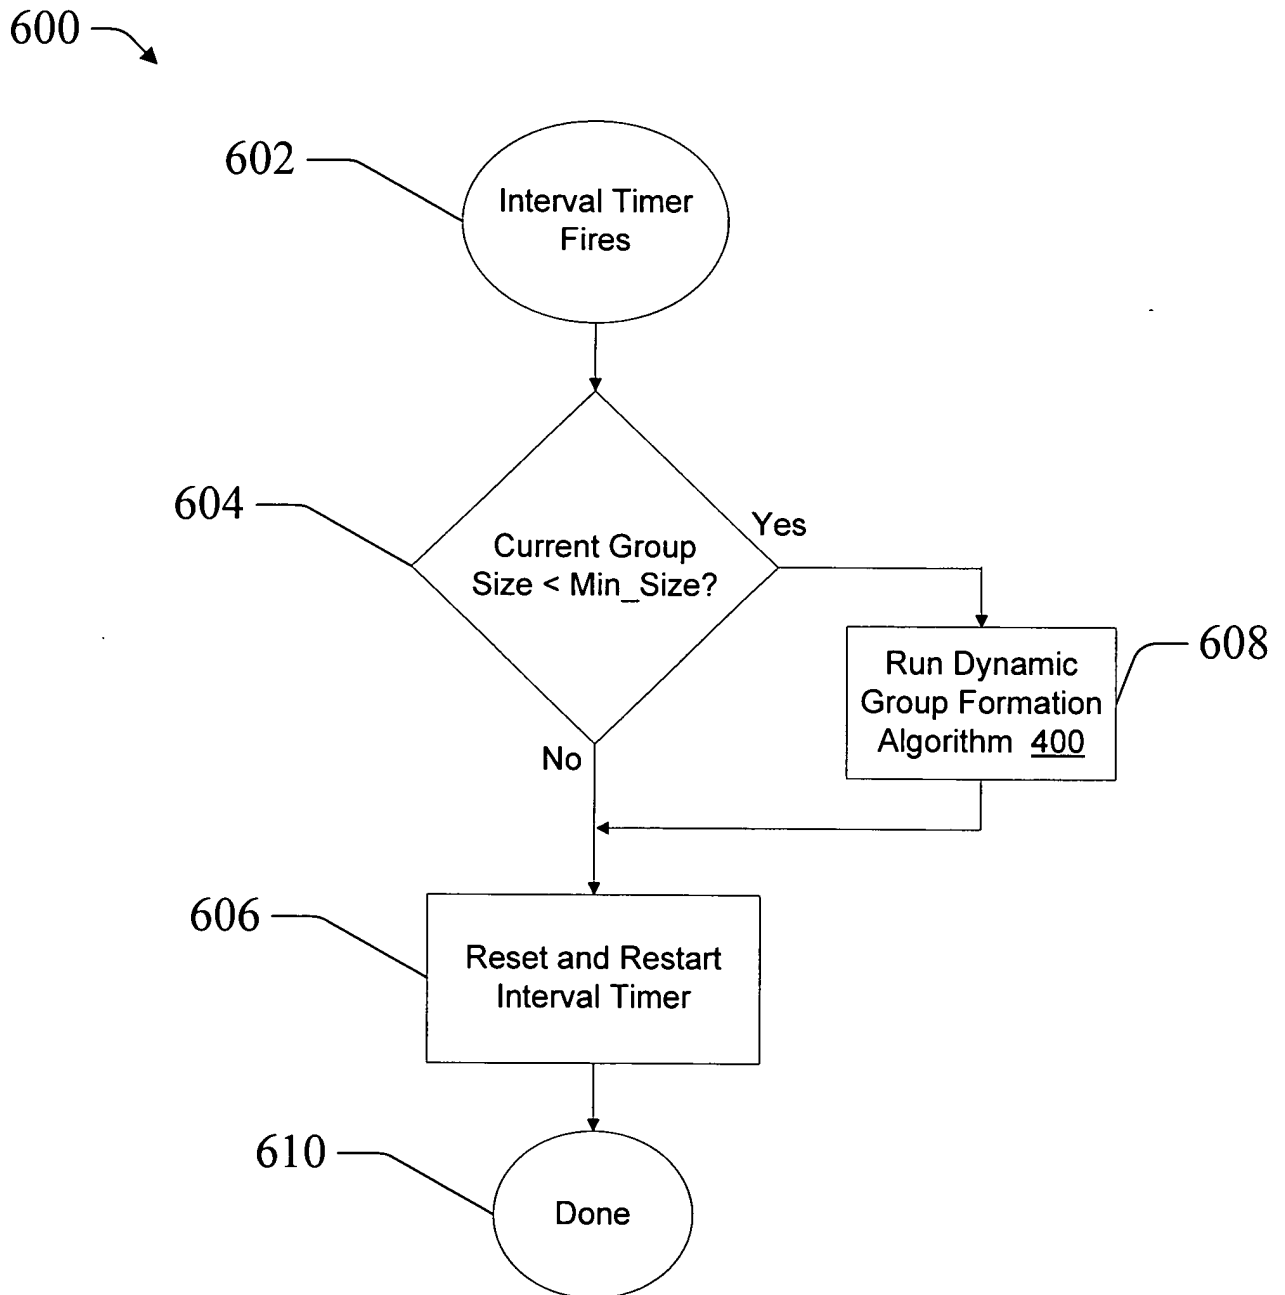 600
602
Interval Timer
Fires
604
Current Group
Size < Min_Size?
Yes
608
Run Dynamic
Group Formation
Algorithm 400
No
606
Reset and Restart
Interval Timer
610
Done